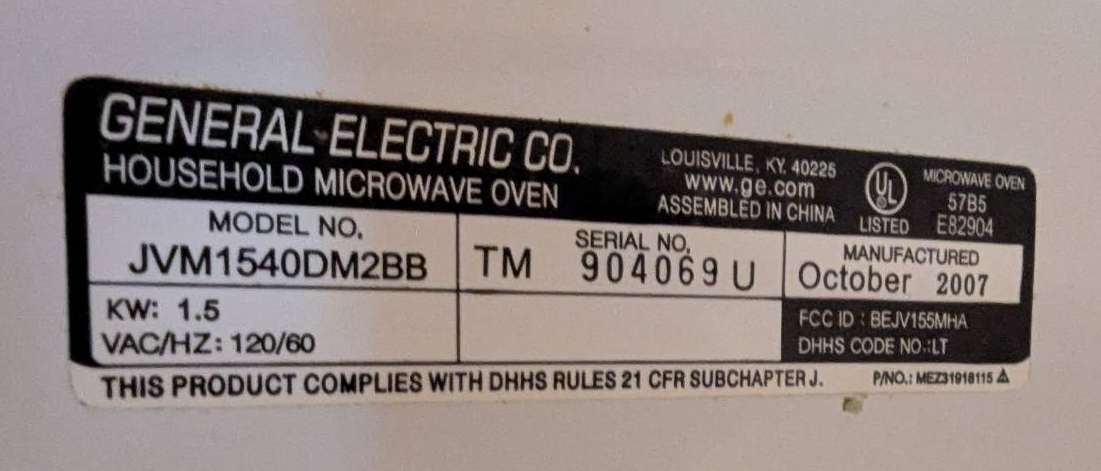 GENERAL ELECTRIC CO.
HOUSEHOLD MICROWAVE OVEN
LOUISVILLE, KY. 40225
www.ge.com
ASSEMBLED IN CHINA
UL
LISTED
MICROWAVE OVEN
57B5
E82904
MODEL NO.
JVM1540DM2BB
TM
SERIAL NO.
904069 U
MANUFACTURED
October 2007
KW: 1.5
VAC/HZ: 120/60
FCC ID : BEJV155MHA
DHHS CODE NO.:LT
THIS PRODUCT COMPLIES WITH DHHS RULES 21 CFR SUBCHAPTER J.
P/NO.: MEZ31918115